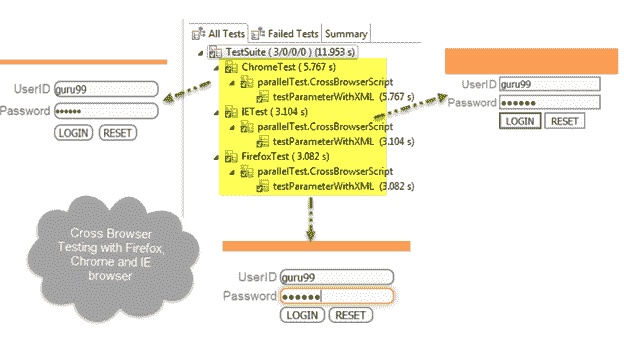 All Tests Failed Tests Summary
TestSuite ( 3/0/0/0 ) (11.953 s)
ChromeTest ( 5.767 s)
parallelTest.CrossBrowserScript
testParameterWithXML (5.767 s)
IETest ( 3.104 s)
parallelTest.CrossBrowserScript
testParameterWithXML (3.104 s)
FirefoxTest ( 3.082 s)
parallelTest.CrossBrowserScript
testParameterWithXML (3.082 s)
UserID guru99
Password ••••••
LOGIN RESET
UserID guru99
Password ••••••
LOGIN RESET
Cross Browser
Testing with Firefox,
Chrome and IE
browser
UserID guru99
Password ••••••
LOGIN RESET